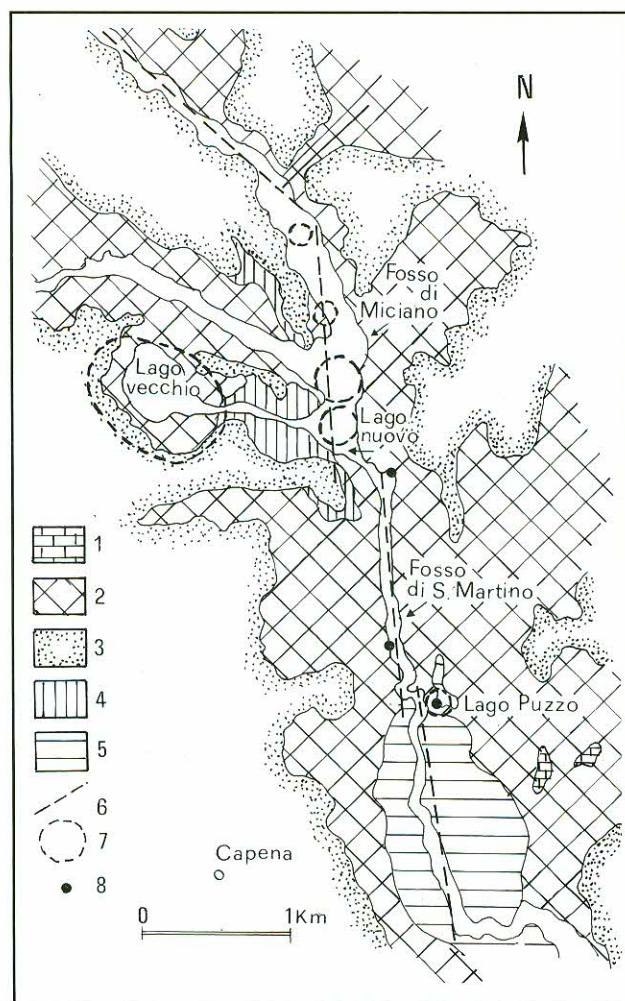 N
Fosso
di
Miciano
Lago
vecchio
Lago
nuovo
1
2
3
4
5
6
7
8
Fosso
di S. Martino
Lago Puzzo
Capena
0 1Km